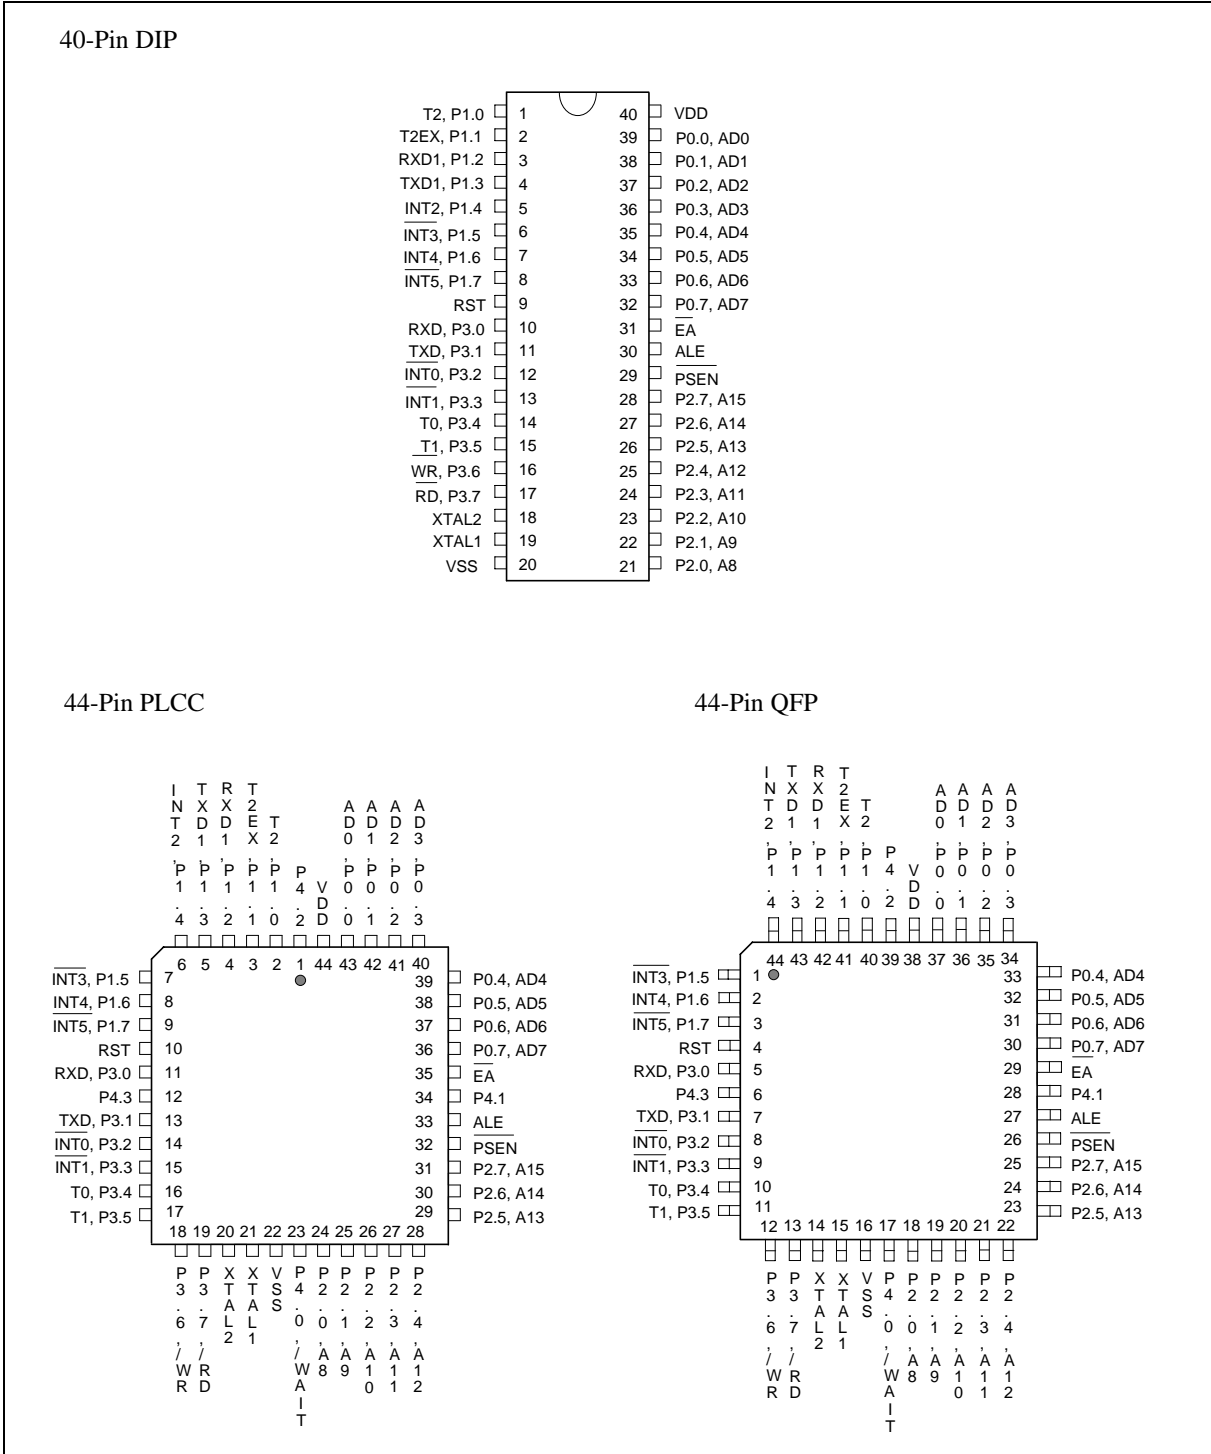 40-Pin DIP
T2, P1.0 1 40 VDD
T2EX, P1.1 2 39 P0.0, AD0
RXD1, P1.2 3 38 P0.1, AD1
TXD1, P1.3 4 37 P0.2, AD2
INT2, P1.4 5 36 P0.3, AD3
INT3, P1.5 6 35 P0.4, AD4
INT4, P1.6 7 34 P0.5, AD5
INT5, P1.7 8 33 P0.6, AD6
RST 9 32 P0.7, AD7
RXD, P3.0 10 31 EA
TXD, P3.1 11 30 ALE
INT0, P3.2 12 29 PSEN
INT1, P3.3 13 28 P2.7, A15
T0, P3.4 14 27 P2.6, A14
T1, P3.5 15 26 P2.5, A13
WR, P3.6 16 25 P2.4, A12
RD, P3.7 17 24 P2.3, A11
XTAL2 18 23 P2.2, A10
XTAL1 19 22 P2.1, A9
VSS 20 21 P2.0, A8
44-Pin PLCC
INT2, P1.4
TXD1, P1.3
RXD1, P1.2
T2EX, P1.1
T2, P1.0
P4.2
VDD
AD0, P0.0
AD1, P0.1
AD2, P0.2
AD3, P0.3
6 5 4 3 2 1 44 43 42 41 40
INT3, P1.5 7 39 P0.4, AD4
INT4, P1.6 8 38 P0.5, AD5
INT5, P1.7 9 37 P0.6, AD6
RST 10 36 P0.7, AD7
RXD, P3.0 11 35 EA
P4.3 12 34 P4.1
TXD, P3.1 13 33 ALE
INT0, P3.2 14 32 PSEN
INT1, P3.3 15 31 P2.7, A15
T0, P3.4 16 30 P2.6, A14
T1, P3.5 17 29 P2.5, A13
18 19 20 21 22 23 24 25 26 27 28
P3.6, /WR
P3.7, /RD
XTAL2
XTAL1
VSS
P4.0, /WAIT
P2.0, A8
P2.1, A9
P2.2, A10
P2.3, A11
P2.4, A12
44-Pin QFP
INT2, P1.4
TXD1, P1.3
RXD1, P1.2
T2EX, P1.1
T2, P1.0
P4.2
VDD
AD0, P0.0
AD1, P0.1
AD2, P0.2
AD3, P0.3
44 43 42 41 40 39 38 37 36 35 34
INT3, P1.5 1 33 P0.4, AD4
INT4, P1.6 2 32 P0.5, AD5
INT5, P1.7 3 31 P0.6, AD6
RST 4 30 P0.7, AD7
RXD, P3.0 5 29 EA
P4.3 6 28 P4.1
TXD, P3.1 7 27 ALE
INT0, P3.2 8 26 PSEN
INT1, P3.3 9 25 P2.7, A15
T0, P3.4 10 24 P2.6, A14
T1, P3.5 11 23 P2.5, A13
12 13 14 15 16 17 18 19 20 21 22
P3.6, /WR
P3.7, /RD
XTAL2
XTAL1
VSS
P4.0, /WAIT
P2.0, A8
P2.1, A9
P2.2, A10
P2.3, A11
P2.4, A12